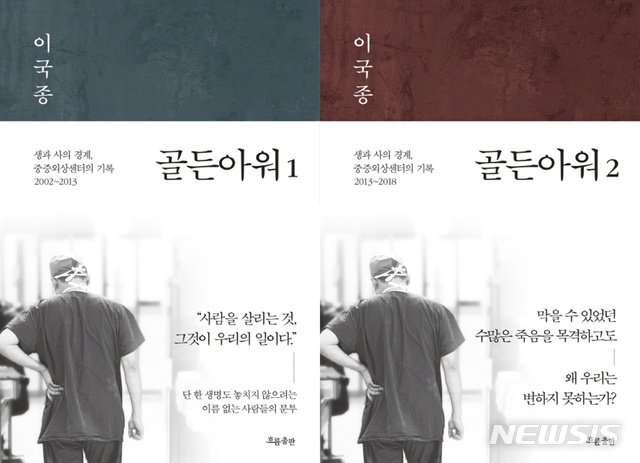 이국종
생과 사의 경계,
중증외상센터의 기록
2002~2013
골든아워 1
“사람을 살리는 것,
그것이 우리의 일이다.”
단 한 생명도 놓치지 않으려는
이름 없는 사람들의 분투
흐름출판
이국종
생과 사의 경계,
중증외상센터의 기록
2013~2018
골든아워 2
막을 수 있었던
수많은 죽음을 목격하고도
왜 우리는
변하지 못하는가?
흐름출판
NEWSIS